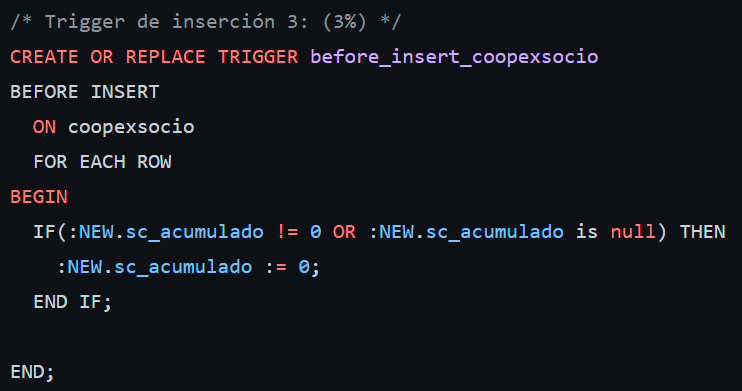 /* Trigger de inserción 3: (3%) */
CREATE OR REPLACE TRIGGER before_insert_coopexsocio
BEFORE INSERT
  ON coopexsocio
  FOR EACH ROW
BEGIN
  IF(:NEW.sc_acumulado != 0 OR :NEW.sc_acumulado is null) THEN
    :NEW.sc_acumulado := 0;
  END IF;

END;